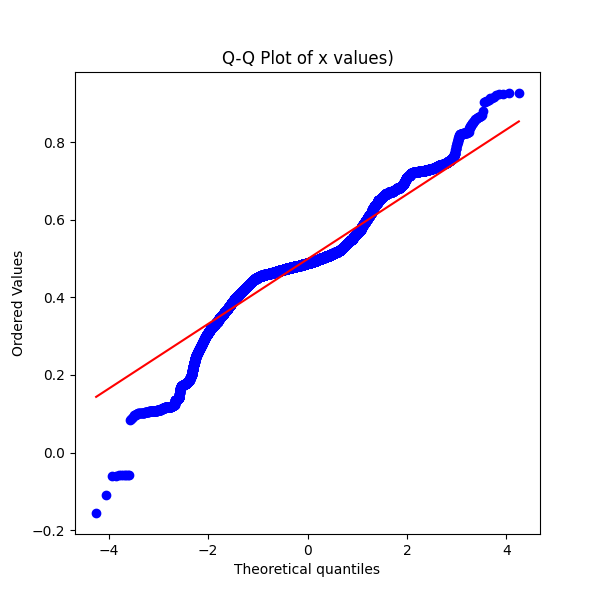 Q-Q Plot of x values)
Ordered Values
0.8
0.6
0.4
0.2
0.0
−0.2
−4 −2 0 2 4
Theoretical quantiles